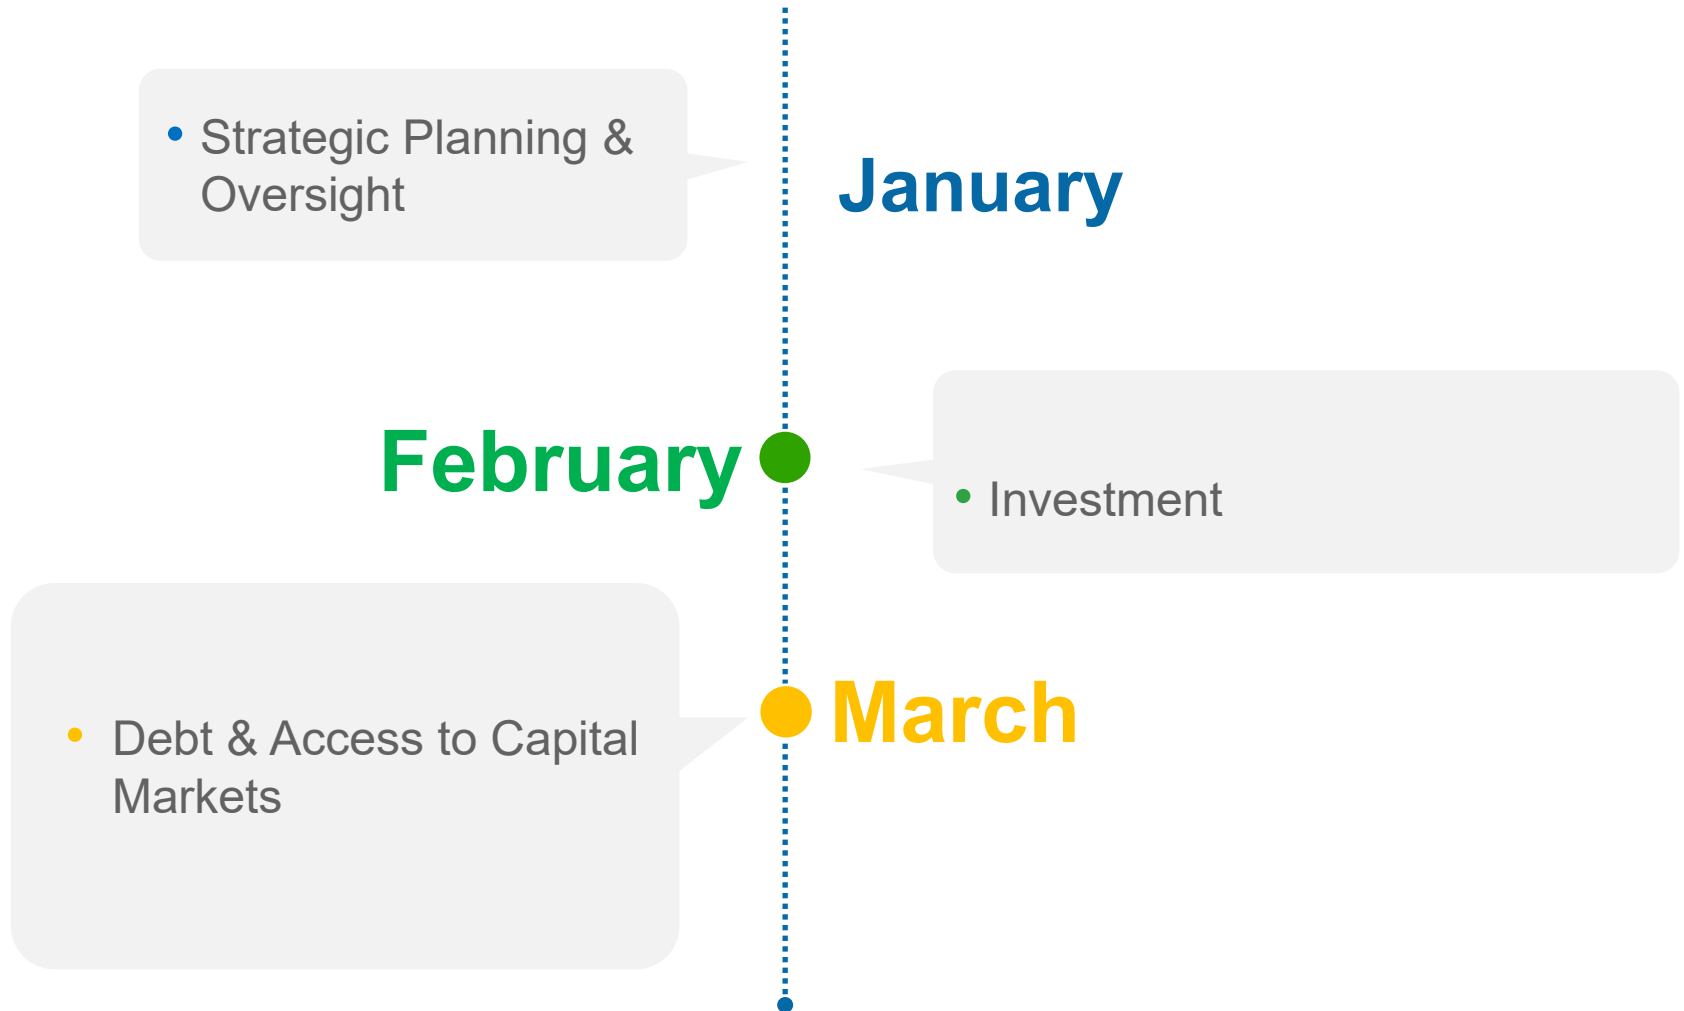 • Strategic Planning &
Oversight
January
February
• Investment
March
• Debt & Access to Capital
Markets